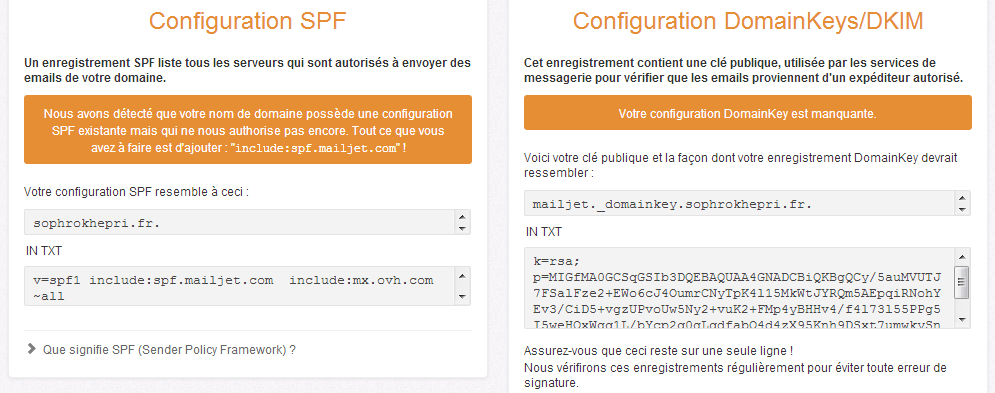 Configuration SPF
Un enregistrement SPF liste tous les serveurs qui sont autorisés à envoyer des
emails de votre domaine.
Nous avons détecté que votre nom de domaine possède une configuration
SPF existante mais qui ne nous authorise pas encore. Tout ce que vous
avez à faire est d'ajouter : "include:spf.mailjet.com" !
Votre configuration SPF resemble à ceci :
sophrokhepri.fr.
IN TXT
v=spf1 include:spf.mailjet.com  include:mx.ovh.com
~all
Que signifie SPF (Sender Policy Framework) ?
Configuration DomainKeys/DKIM
Cet enregistrement contient une clé publique, utilisée par les services de
messagerie pour vérifier que les emails proviennent d'un expéditeur autorisé.
Votre configuration DomainKey est manquante.
Voici votre clé publique et la façon dont votre enregistrement DomainKey devrait
ressembler :
mailjet._domainkey.sophrokhepri.fr.
IN TXT
k=rsa;
p=MIGfMA0GCSqGSIb3DQEBAQUAA4GNADCBiQKBgQCy/5auMVUTJ
7FSalFze2+EWo6cJ4OumrCNyTpK4l15MkWtJYRQm5AEpqiRNohY
Ev3/CiD5+vgzUPvoUw5Ny2+vuK2+FMp4yBHHv4/f4l73l55PPg5
Assurez-vous que ceci reste sur une seule ligne !
Nous vérifirons ces enregistrements régulièrement pour éviter toute erreur de
signature.